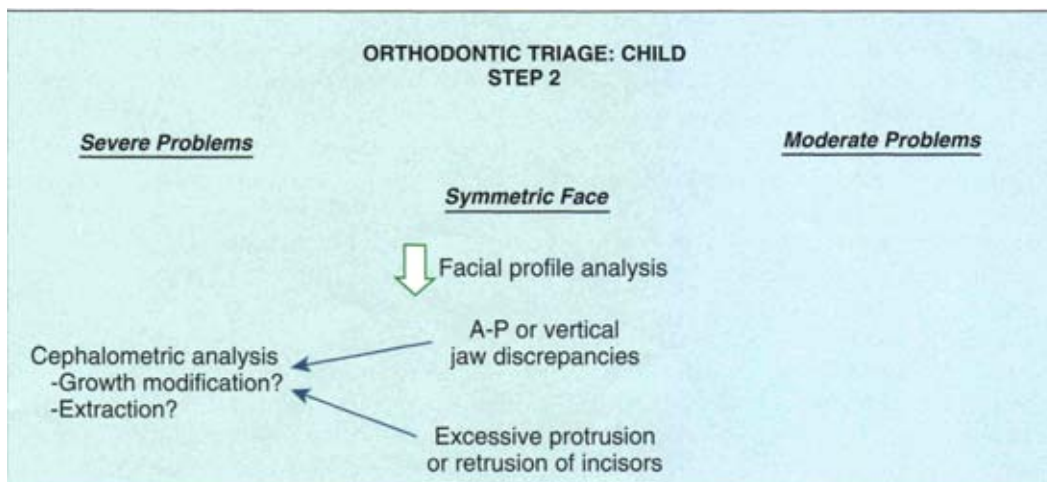 ORTHODONTIC TRIAGE: CHILD
STEP 2
Severe Problems
Moderate Problems
Symmetric Face
Facial profile analysis
A-P or vertical
jaw discrepancies
Cephalometric analysis
-Growth modification?
-Extraction?
Excessive protrusion
or retrusion of incisors